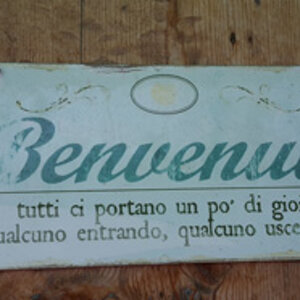 Benvenu
tutti ci portano un po' di gio
ualcuno entrando, qualcuno usce